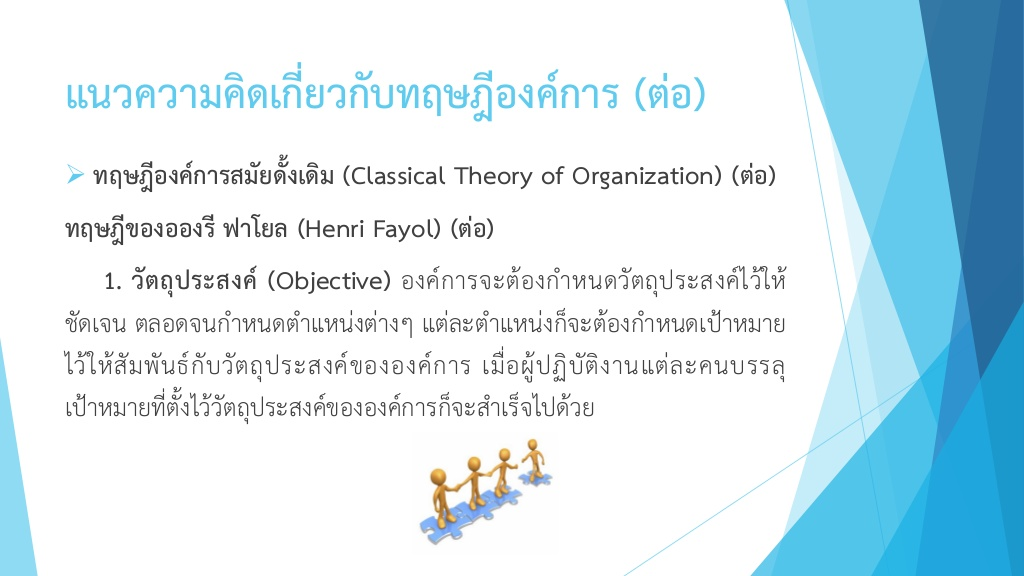 แนวความคิดเกี่ยวกับทฤษฎีองค์การ (ต่อ)
ทฤษฎีองค์การสมัยดั้งเดิม (Classical Theory of Organization) (ต่อ)
ทฤษฎีของอองรี ฟาโยล (Henri Fayol) (ต่อ)
1. วัตถุประสงค์ (Objective) องค์การจะต้องกำหนดวัตถุประสงค์ไว้ให้
ชัดเจน ตลอดจนกำหนดตำแหน่งต่างๆ แต่ละตำแหน่งก็จะต้องกำหนดเป้าหมาย
ไว้ให้สัมพันธ์กับวัตถุประสงค์ขององค์การ เมื่อผู้ปฏิบัติงานแต่ละคนบรรลุ
เป้าหมายที่ตั้งไว้วัตถุประสงค์ขององค์การก็จะสำเร็จไปด้วย